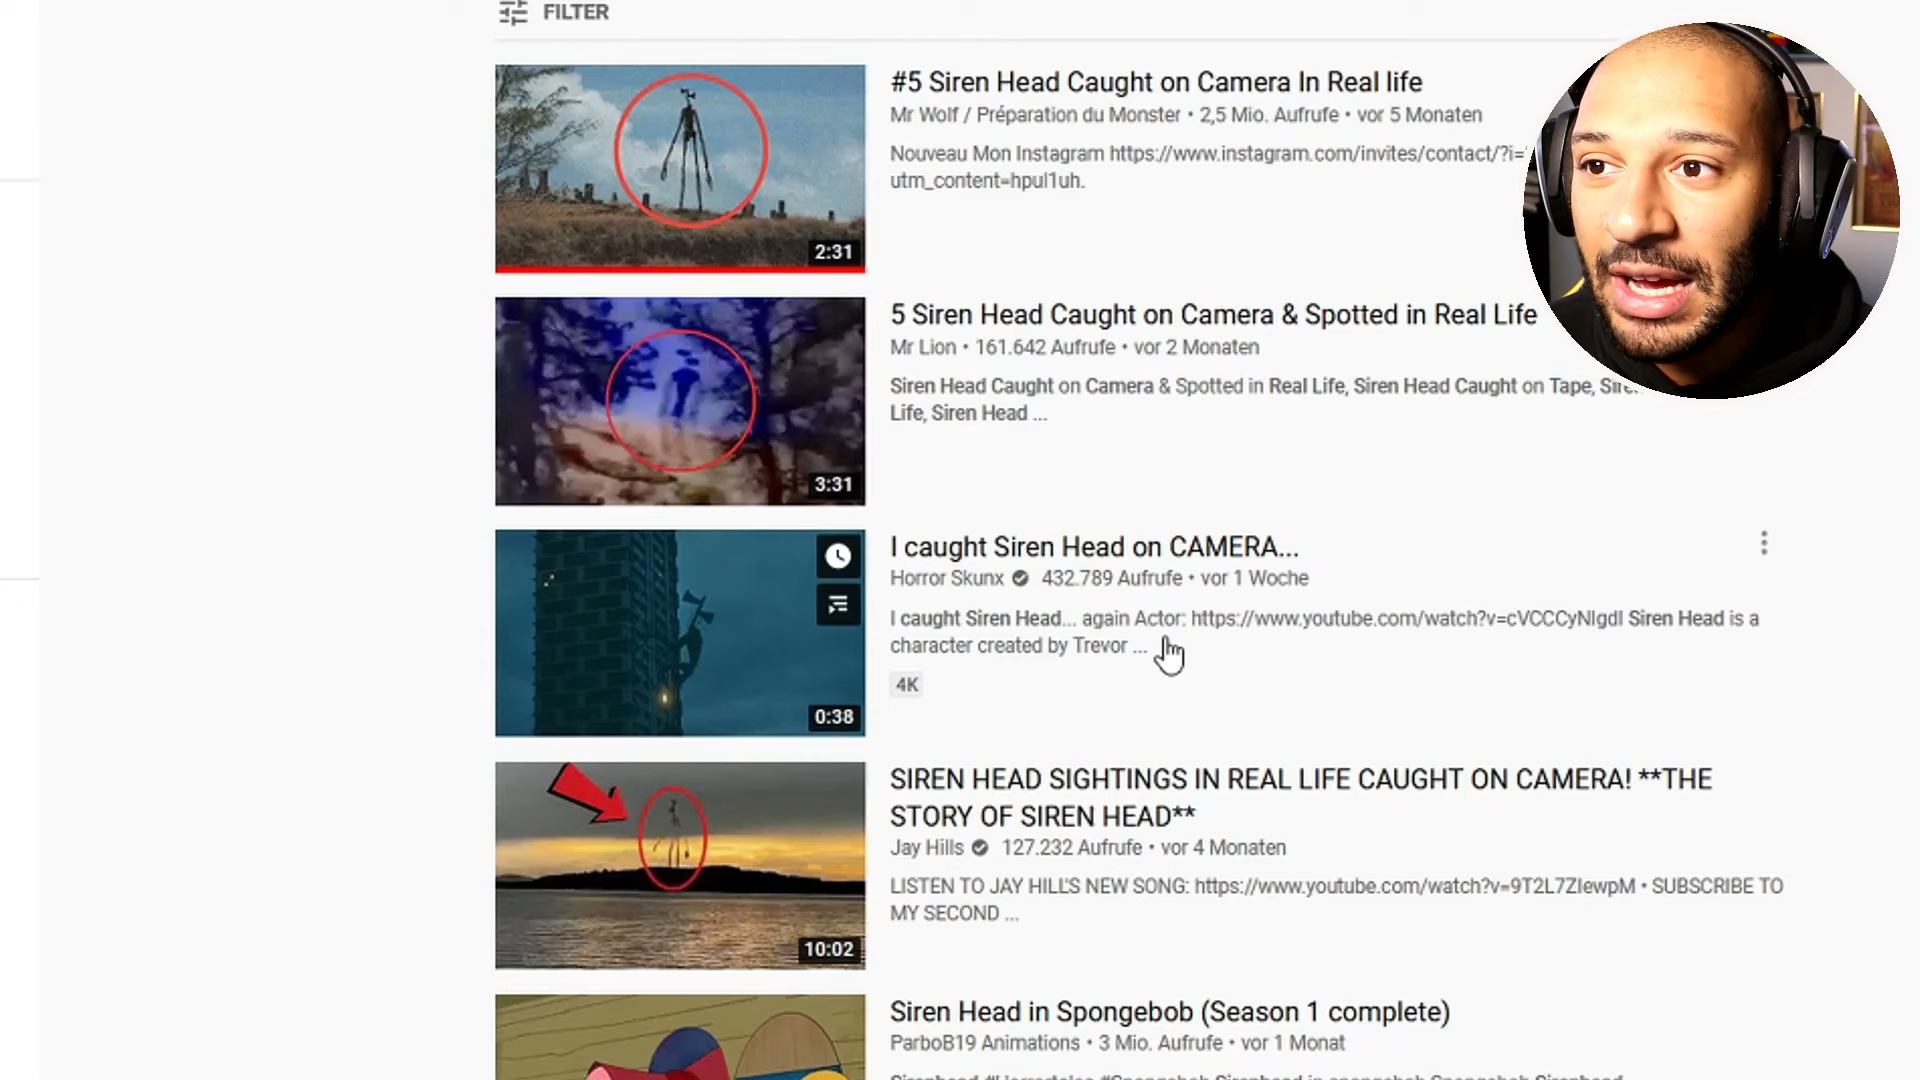 FILTER
#5 Siren Head Caught on Camera In Real life
Mr Wolf / Préparation du Monster • 2,5 Mio. Aufrufe • vor 5 Monaten
Nouveau Mon Instagram https://www.instagram.com/invites/contact/?i=
utm_content=hpul1uh.
2:31
5 Siren Head Caught on Camera & Spotted in Real Life
Mr Lion • 161.642 Aufrufe • vor 2 Monaten
Siren Head Caught on Camera & Spotted in Real Life, Siren Head Caught on Tape,
Life, Siren Head ...
3:31
I caught Siren Head on CAMERA...
Horror Skunx 432.789 Aufrufe • vor 1 Woche
I caught Siren Head... again Actor: https://www.youtube.com/watch?v=cVCCCyNIgdI Siren Head is a
character created by Trevor ...
4K
0:38
SIREN HEAD SIGHTINGS IN REAL LIFE CAUGHT ON CAMERA! **THE
STORY OF SIREN HEAD**
Jay Hills 127.232 Aufrufe • vor 4 Monaten
LISTEN TO JAY HILL'S NEW SONG: https://www.youtube.com/watch?v=9T2L7ZIewpM • SUBSCRIBE TO
MY SECOND ...
10:02
Siren Head in Spongebob (Season 1 complete)
ParboB19 Animations • 3 Mio. Aufrufe • vor 1 Monat